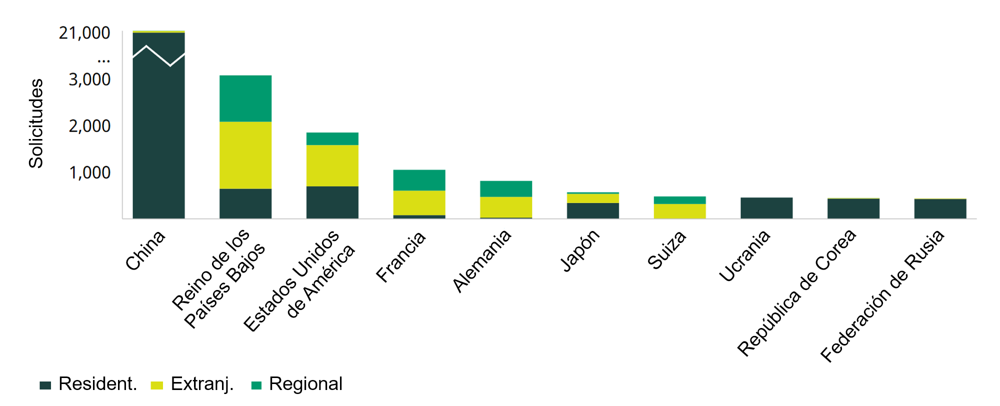 21,000
...
3,000
2,000
1,000
Solicitudes
China
Reino de los
Países Bajos
Estados Unidos
de América
Francia
Alemania
Japón
Suiza
Ucrania
República de Corea
Federación de Rusia
Resident. Extranj. Regional